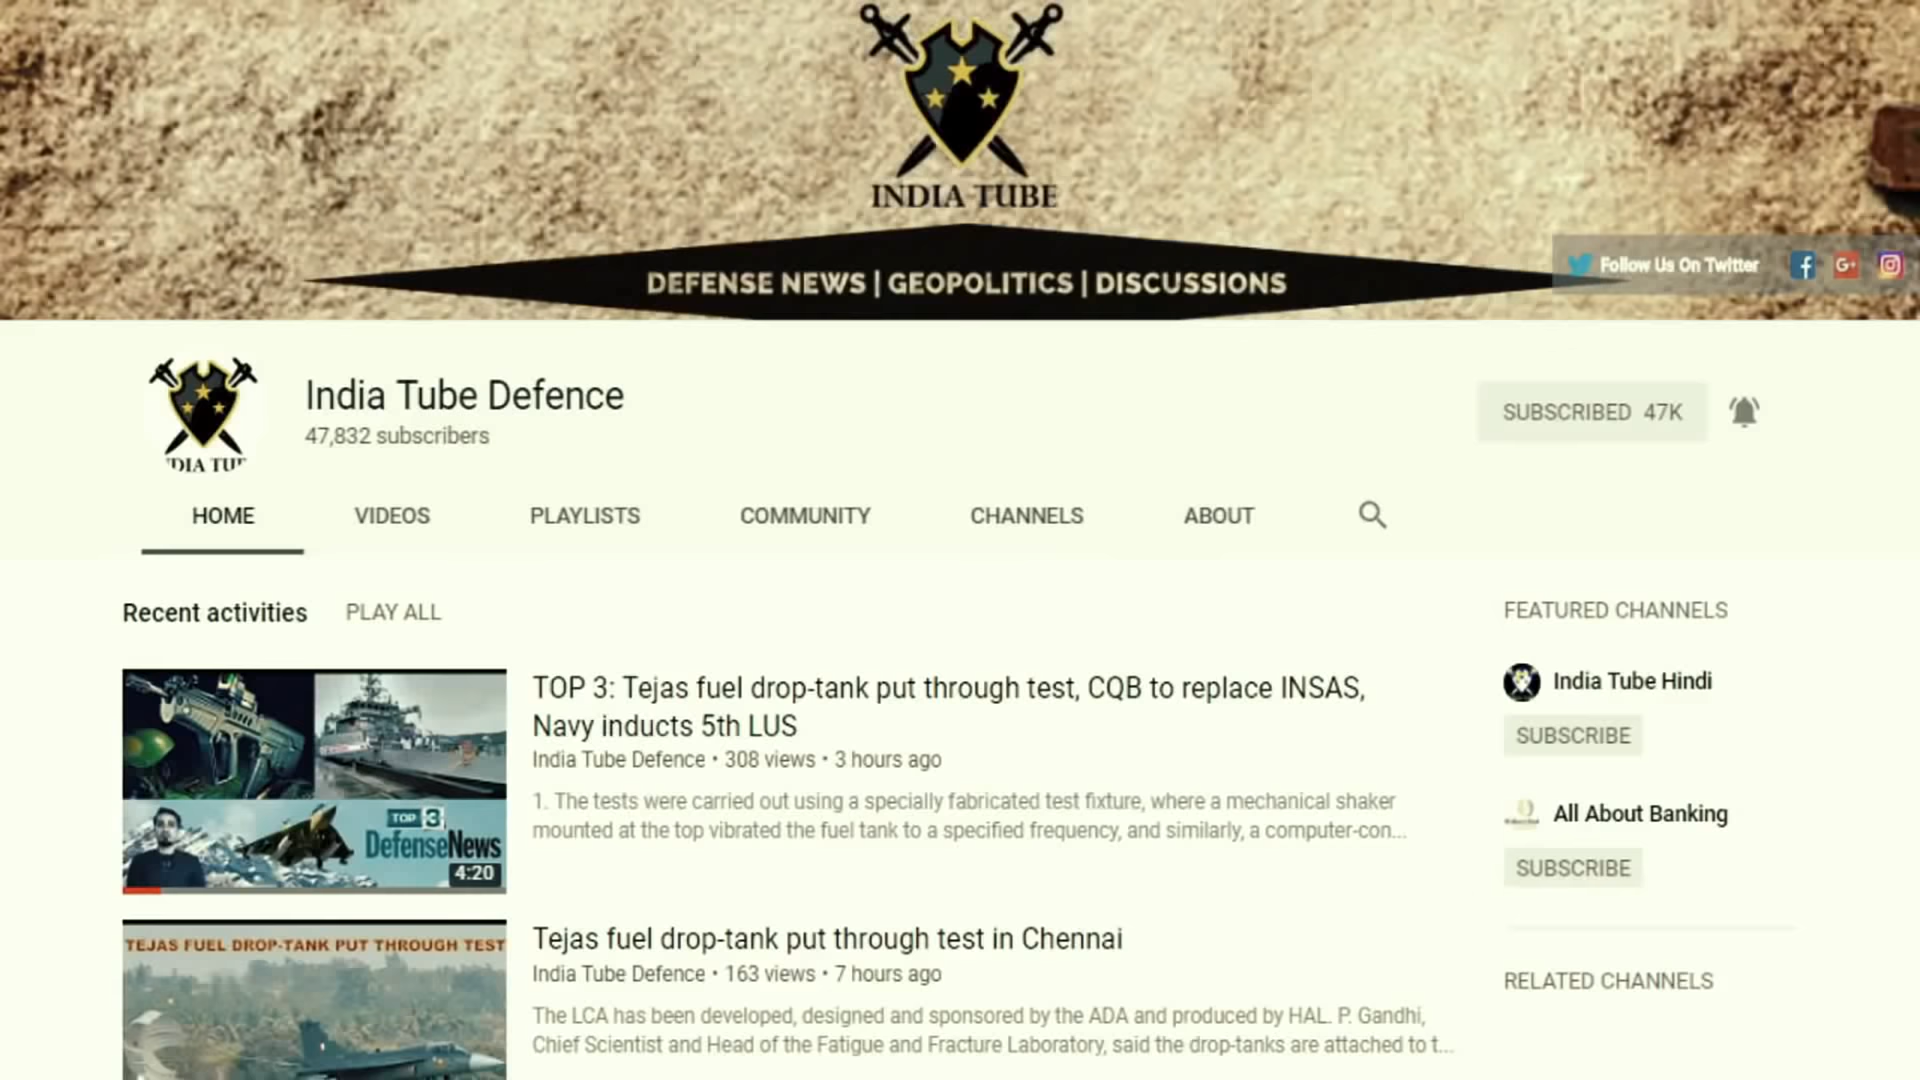 INDIA TUBE
DEFENSE NEWS | GEOPOLITICS | DISCUSSIONS
Follow Us On Twitter
G+
India Tube Defence
47,832 subscribers
SUBSCRIBED 47K
DIA TU
HOME VIDEOS PLAYLISTS COMMUNITY CHANNELS ABOUT
Recent activities PLAY ALL
TOP 3: Tejas fuel drop-tank put through test, CQB to replace INSAS,
Navy inducts 5th LUS
India Tube Defence • 308 views • 3 hours ago
1. The tests were carried out using a specially fabricated test fixture, where a mechanical shaker
mounted at the top vibrated the fuel tank to a specified frequency, and similarly, a computer-con...
TOP 3
DefenseNews
4:20
TEJAS FUEL DROP-TANK PUT THROUGH TEST
Tejas fuel drop-tank put through test in Chennai
India Tube Defence • 163 views • 7 hours ago
The LCA has been developed, designed and sponsored by the ADA and produced by HAL. P. Gandhi,
Chief Scientist and Head of the Fatigue and Fracture Laboratory, said the drop-tanks are attached to t...
FEATURED CHANNELS
India Tube Hindi
SUBSCRIBE
All About Banking
SUBSCRIBE
RELATED CHANNELS